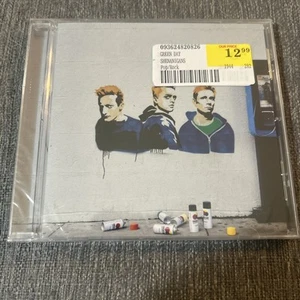 093624820826
GREEN DAY
SHENANIGANS
Pop/Rock
12.99